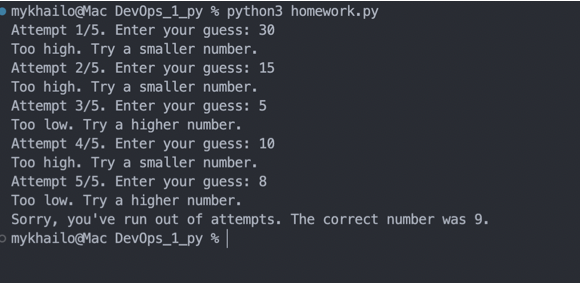 mykhailo@Mac DevOps_1_py % python3 homework.py
Attempt 1/5. Enter your guess: 30
Too high. Try a smaller number.
Attempt 2/5. Enter your guess: 15
Too high. Try a smaller number.
Attempt 3/5. Enter your guess: 5
Too low. Try a higher number.
Attempt 4/5. Enter your guess: 10
Too high. Try a smaller number.
Attempt 5/5. Enter your guess: 8
Too low. Try a higher number.
Sorry, you've run out of attempts. The correct number was 9.
mykhailo@Mac DevOps_1_py %